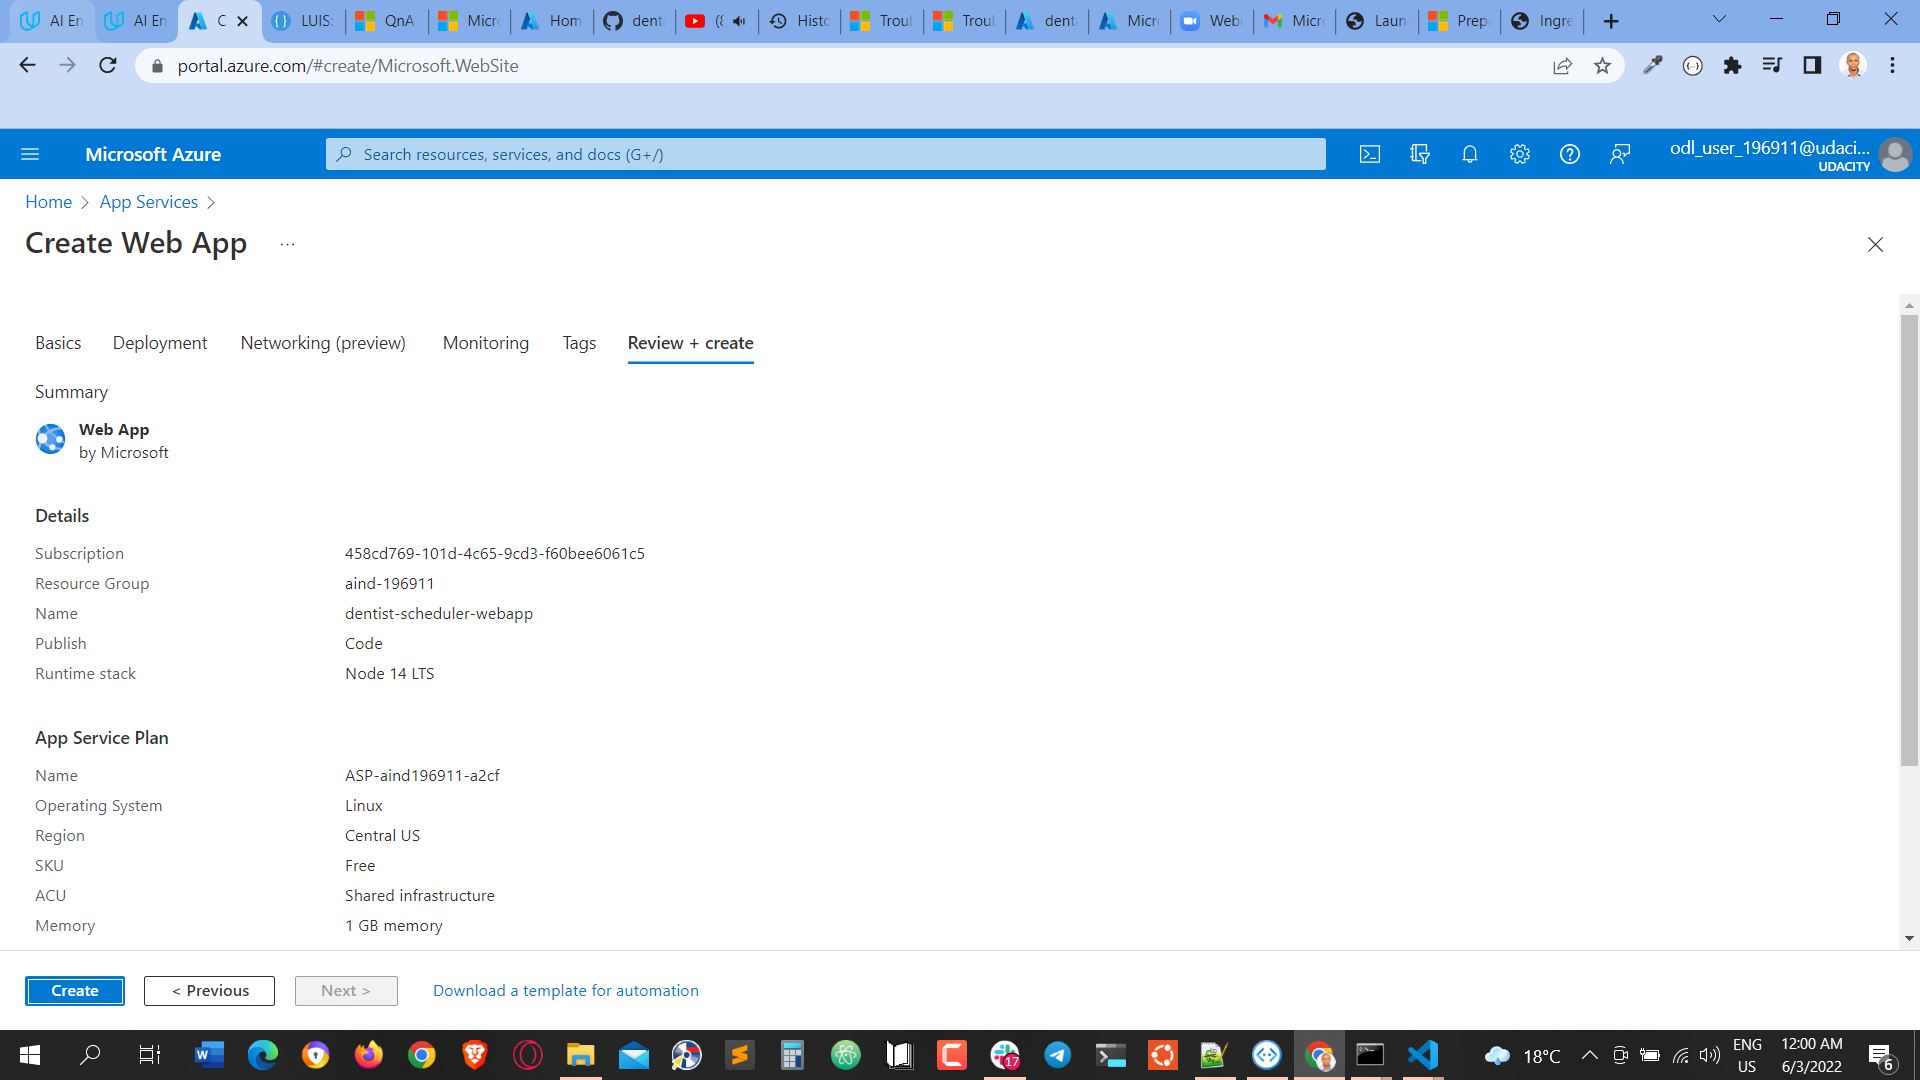 AI En
AI En
C
LUIS:
QnA
Micro
Hom
dent
(8
Histo
Troul
Troul
dent
Micro
Webi
Micro
Laun
Prep
Ingre
portal.azure.com/#create/Microsoft.WebSite
Microsoft Azure
Search resources, services, and docs (G+/)
odl_user_196911@udaci...
UDACITY
Home > App Services >
Create Web App ...
Basics
Deployment
Networking (preview)
Monitoring
Tags
Review + create
Summary
Web App
by Microsoft
Details
Subscription 458cd769-101d-4c65-9cd3-f60bee6061c5
Resource Group aind-196911
Name dentist-scheduler-webapp
Publish Code
Runtime stack Node 14 LTS
App Service Plan
Name ASP-aind196911-a2cf
Operating System Linux
Region Central US
SKU Free
ACU Shared infrastructure
Memory 1 GB memory
Create
< Previous
Next >
Download a template for automation
17
18°C
ENG
US
12:00 AM
6/3/2022
6